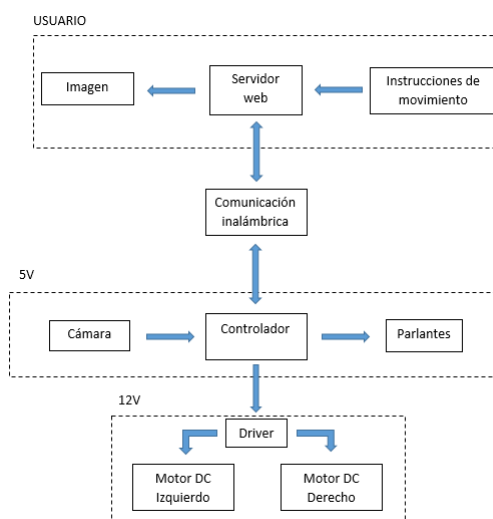 USUARIO
Imagen
Servidor
web
Instrucciones de
movimiento
Comunicación
inalámbrica
5V
Cámara
Controlador
Parlantes
12V
Driver
Motor DC
Izquierdo
Motor DC
Derecho